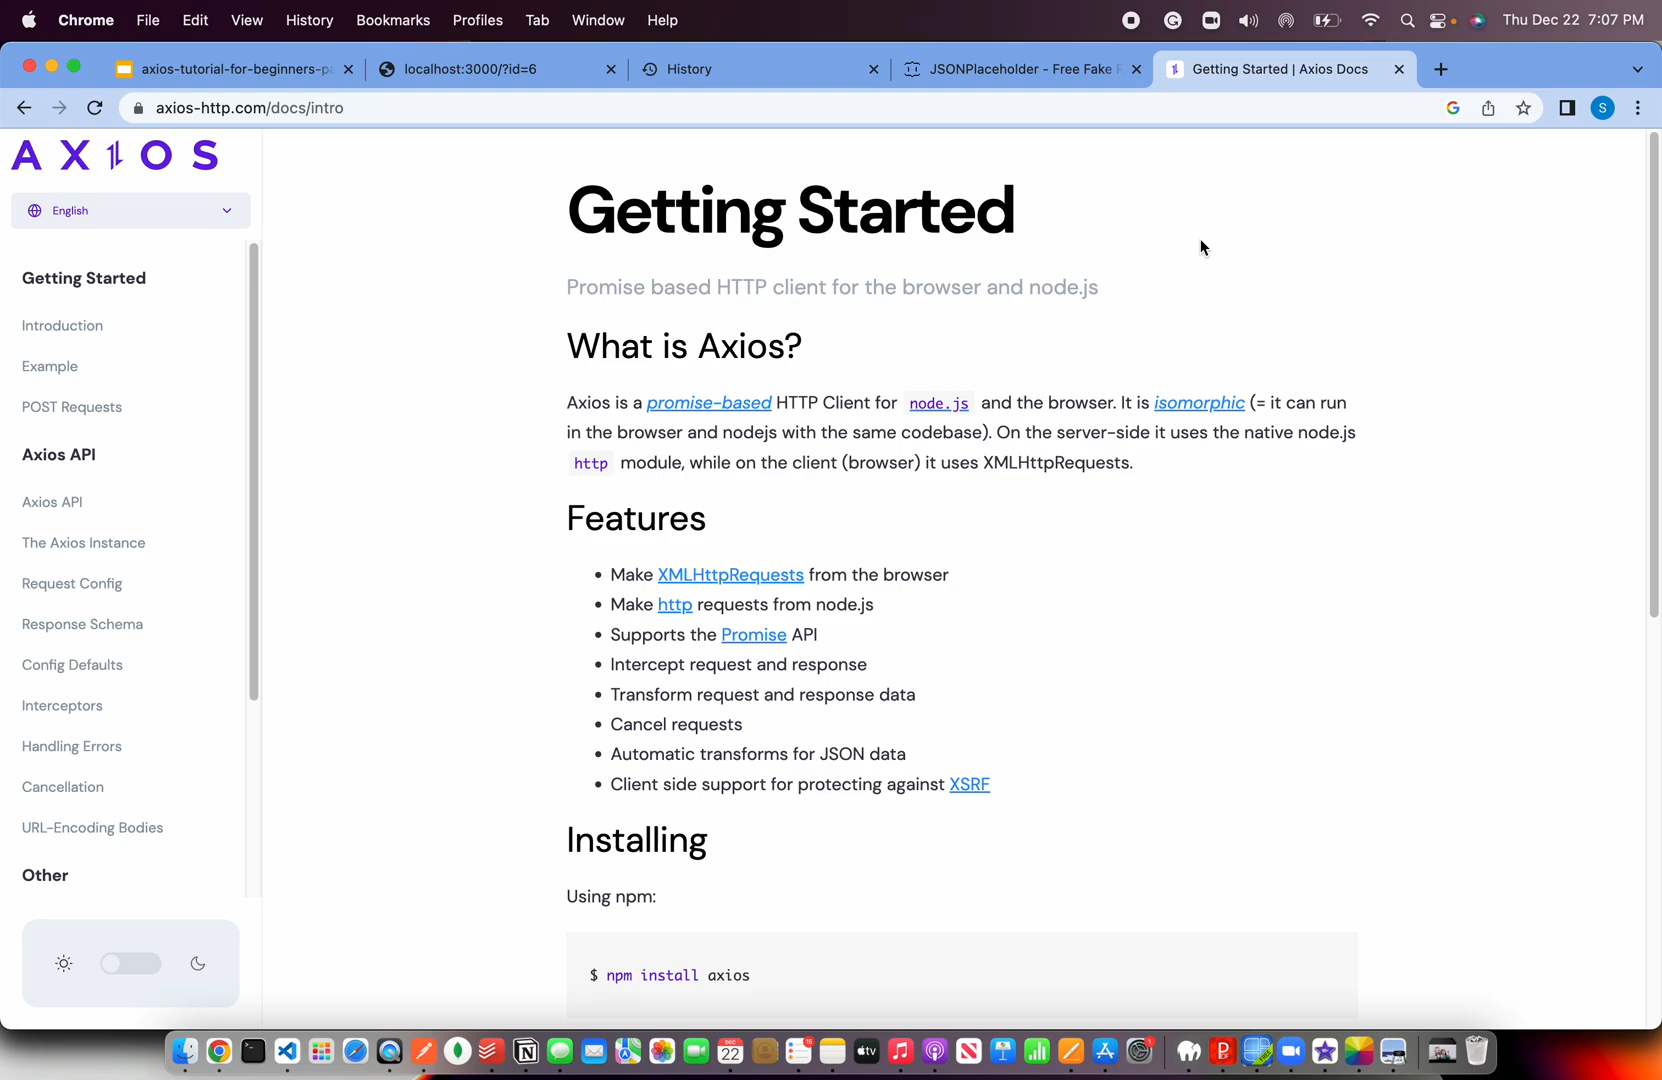 Chrome File Edit View History Bookmarks Profiles Tab Window Help Thu Dec 22 7:07 PM
axios-tutorial-for-beginners-pa localhost:3000/?id=6 History JSONPlaceholder - Free Fake R Getting Started | Axios Docs
axios-http.com/docs/intro S
AXIOS
English
Getting Started
Introduction
Example
POST Requests
Axios API
Axios API
The Axios Instance
Request Config
Response Schema
Config Defaults
Interceptors
Handling Errors
Cancellation
URL-Encoding Bodies
Other
Getting Started
Promise based HTTP client for the browser and node.js
What is Axios?
Axios is a promise-based HTTP Client for node.js and the browser. It is isomorphic (= it can run
in the browser and nodejs with the same codebase). On the server-side it uses the native node.js
http module, while on the client (browser) it uses XMLHttpRequests.
Features
• Make XMLHttpRequests from the browser
• Make http requests from node.js
• Supports the Promise API
• Intercept request and response
• Transform request and response data
• Cancel requests
• Automatic transforms for JSON data
• Client side support for protecting against XSRF
Installing
Using npm:
$ npm install axios
DEC
22
tv